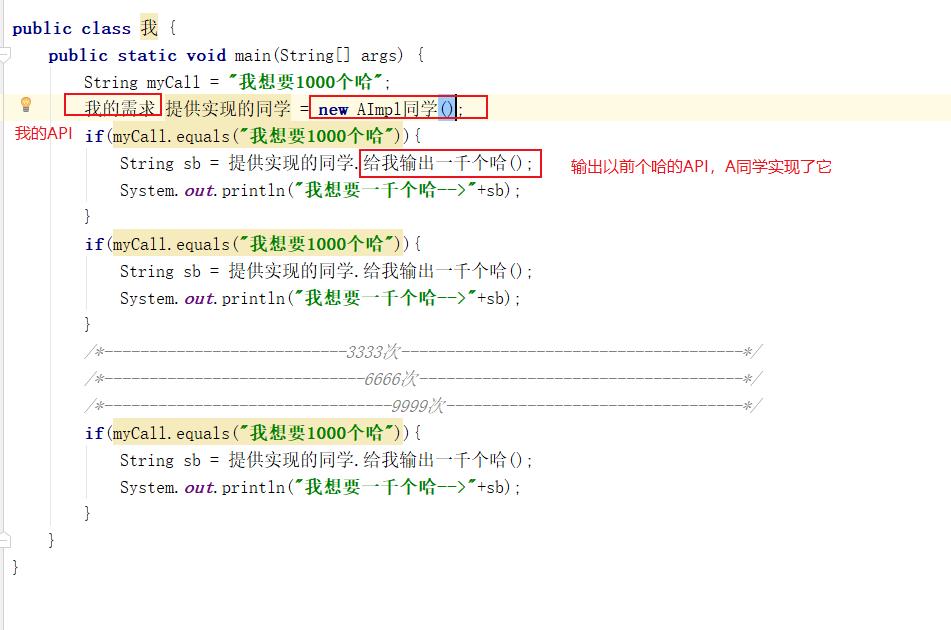 public class 我 {
public static void main(String[] args) {
String myCall = "我想要1000个哈";
我的需求 提供实现的同学 = new AImpl同学();
我的API if(myCall.equals("我想要1000个哈")){
String sb = 提供实现的同学.给我输出一千个哈(); 输出以前个哈的API，A同学实现了它
System.out.println("我想要一千个哈-->"+sb);
}
if(myCall.equals("我想要1000个哈")){
String sb = 提供实现的同学.给我输出一千个哈();
System.out.println("我想要一千个哈-->"+sb);
}
/*---------------------------3333次--------------------------------------*/
/*-----------------------------6666次------------------------------------*/
/*--------------------------------9999次---------------------------------*/
if(myCall.equals("我想要1000个哈")){
String sb = 提供实现的同学.给我输出一千个哈();
System.out.println("我想要一千个哈-->"+sb);
}
}
}